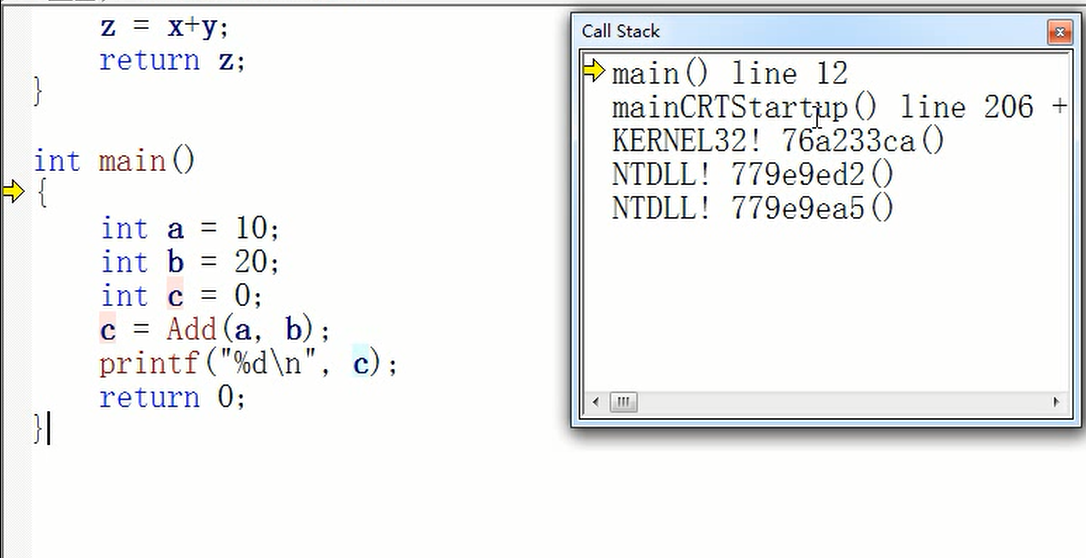 z = x+y;
return z;
}
int main()
{
int a = 10;
int b = 20;
int c = 0;
c = Add(a, b);
printf("%d\n", c);
return 0;
}
Call Stack
main() line 12
mainCRTStartup() line 206 +
KERNEL32! 76a233ca()
NTDLL! 779e9ed2()
NTDLL! 779e9ea5()